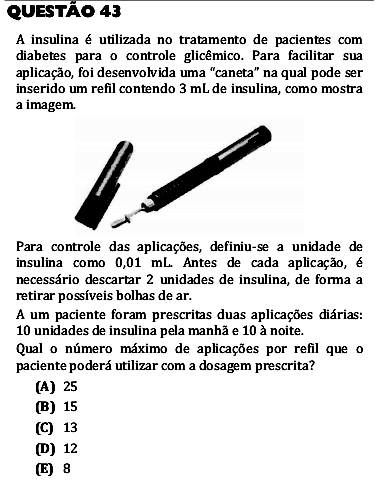 QUESTÃO 43
A insulina é utilizada no tratamento de pacientes com
diabetes para o controle glicêmico. Para facilitar sua
aplicação, foi desenvolvida uma “caneta” na qual pode ser
inserido um refil contendo 3 mL de insulina, como mostra
a imagem.
Para controle das aplicações, definiu-se a unidade de
insulina como 0,01 mL. Antes de cada aplicação, é
necessário descartar 2 unidades de insulina, de forma a
retirar possíveis bolhas de ar.
A um paciente foram prescritas duas aplicações diárias:
10 unidades de insulina pela manhã e 10 à noite.
Qual o número máximo de aplicações por refil que o
paciente poderá utilizar com a dosagem prescrita?
(A) 25
(B) 15
(C) 13
(D) 12
(E) 8